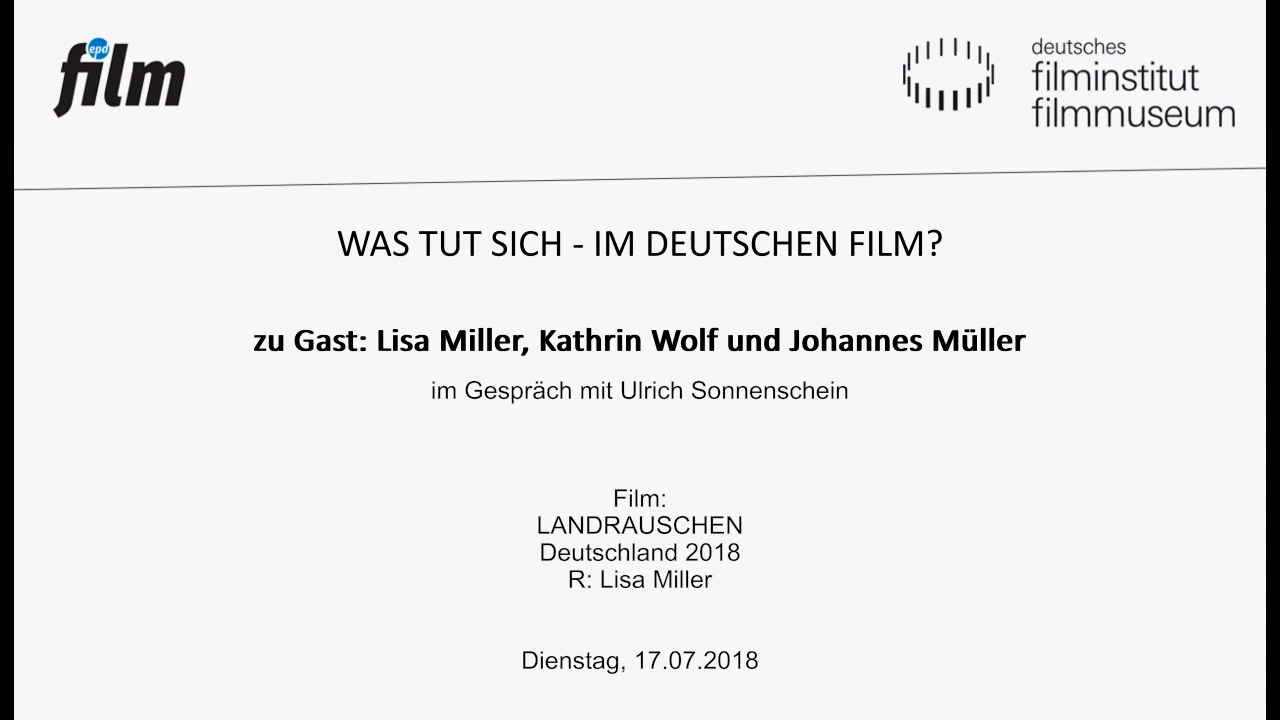 epd
film
deutsches
filminstitut
filmmuseum
WAS TUT SICH - IM DEUTSCHEN FILM?
zu Gast: Lisa Miller, Kathrin Wolf und Johannes Müller
im Gespräch mit Ulrich Sonnenschein
Film:
LANDRAUSCHEN
Deutschland 2018
R: Lisa Miller
Dienstag, 17.07.2018